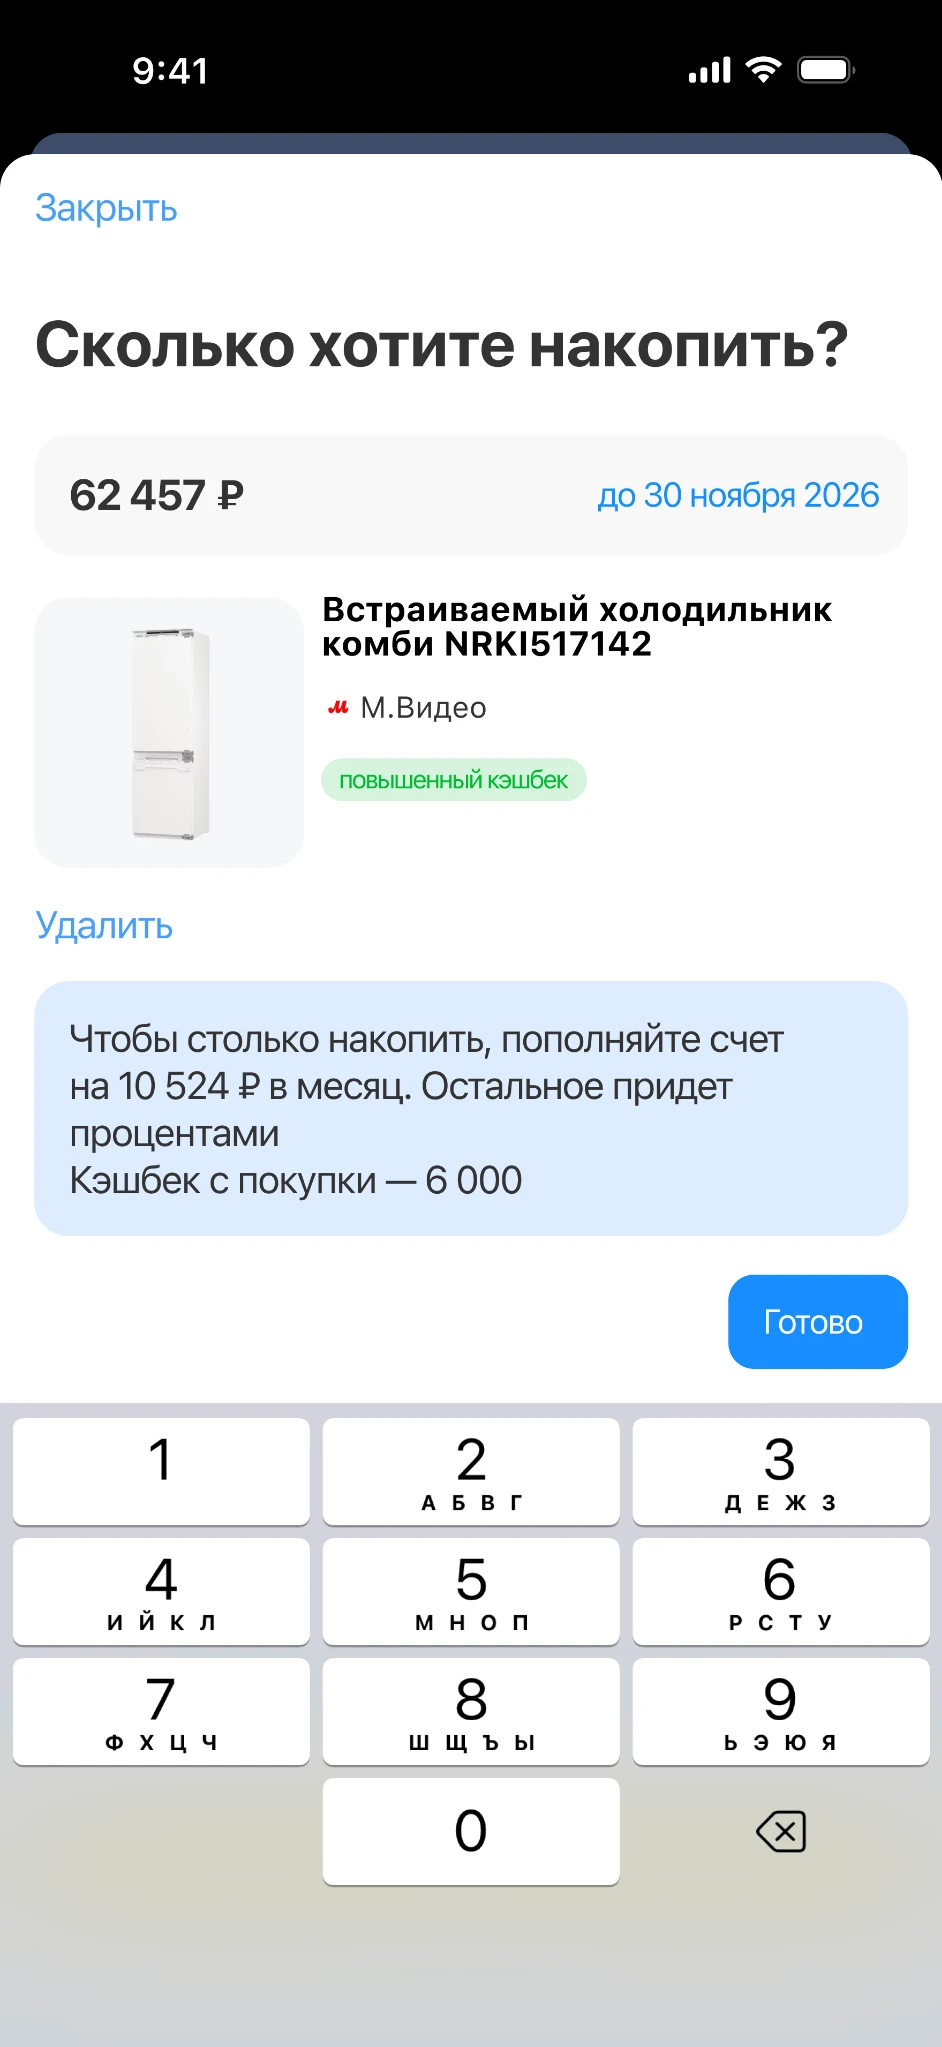 9:41
Закрыть
Сколько хотите накопить?
62 457 ₽
до 30 ноября 2026
Встраиваемый холодильник
комби NRKI517142
М.Видео
повышенный кэшбек
Удалить
Чтобы столько накопить, пополняйте счет
на 10 524 ₽ в месяц. Остальное придет
процентами
Кэшбек с покупки — 6 000
Готово
1
2
А Б В Г
3
Д Е Ж З
4
И Й К Л
5
М Н О П
6
Р С Т У
7
Ф Х Ц Ч
8
Ш Щ Ъ Ы
9
Ь Э Ю Я
0